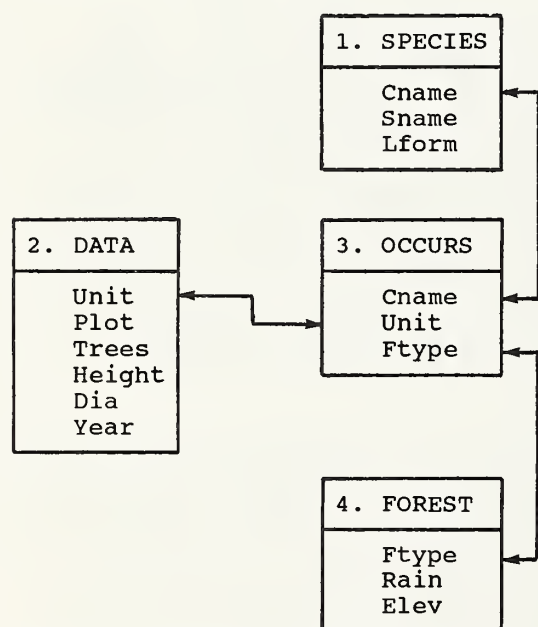 1. SPECIES
Cname
Sname
Lform
2. DATA
Unit
Plot
Trees
Height
Dia
Year
3. OCCURS
Cname
Unit
Ftype
4. FOREST
Ftype
Rain
Elev